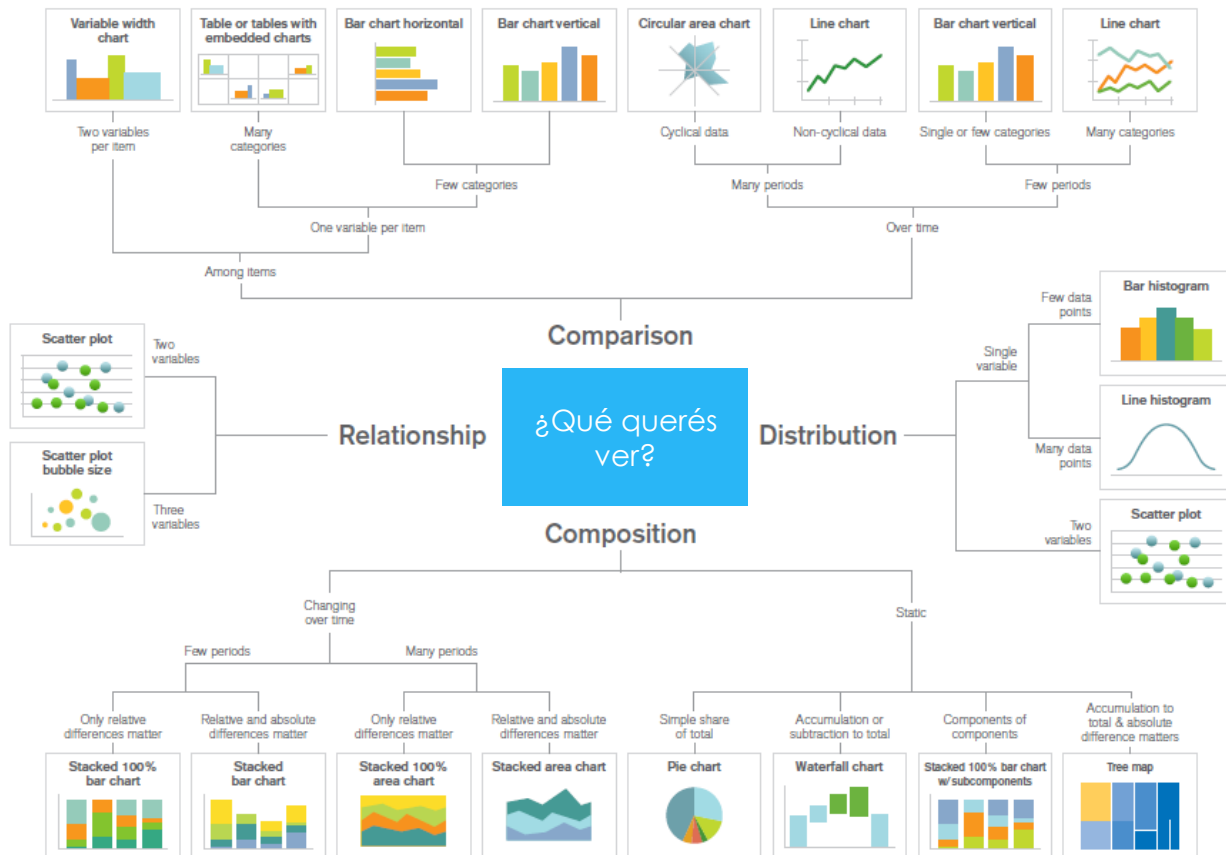 Variable width
chart
Table or tables with
embedded charts
Bar chart horizontal
Bar chart vertical
Circular area chart
Line chart
Bar chart vertical
Line chart
Two variables
per item
Many
categories
Cyclical data
Non-cyclical data
Single or few categories
Many categories
Few categories
Many periods
Few periods
One variable per item
Over time
Among items
Comparison
Scatter plot
Two
variables
Scatter plot
bubble size
Three
variables
Relationship
¿Qué querés
ver?
Distribution
Single
variable
Few data
points
Bar histogram
Many data
points
Line histogram
Two
variables
Scatter plot
Composition
Changing
over time
Static
Few periods
Many periods
Only relative
differences matter
Relative and absolute
differences matter
Only relative
differences matter
Relative and absolute
differences matter
Simple share
of total
Accumulation or
subtraction to total
Components of
components
Accumulation to
total & absolute
difference matters
Stacked 100%
bar chart
Stacked
bar chart
Stacked 100%
area chart
Stacked area chart
Pie chart
Waterfall chart
Stacked 100% bar chart
w/ subcomponents
Tree map